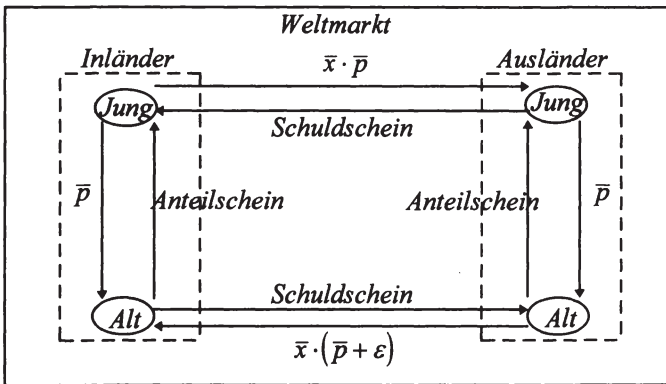 Weltmarkt
Inländer
Ausländer
x̄ · p̄
Jung
Jung
Schuldschein
p̄
Anteilschein
Anteilschein
p̄
Schuldschein
Alt
Alt
x̄ · (p̄ + ε)